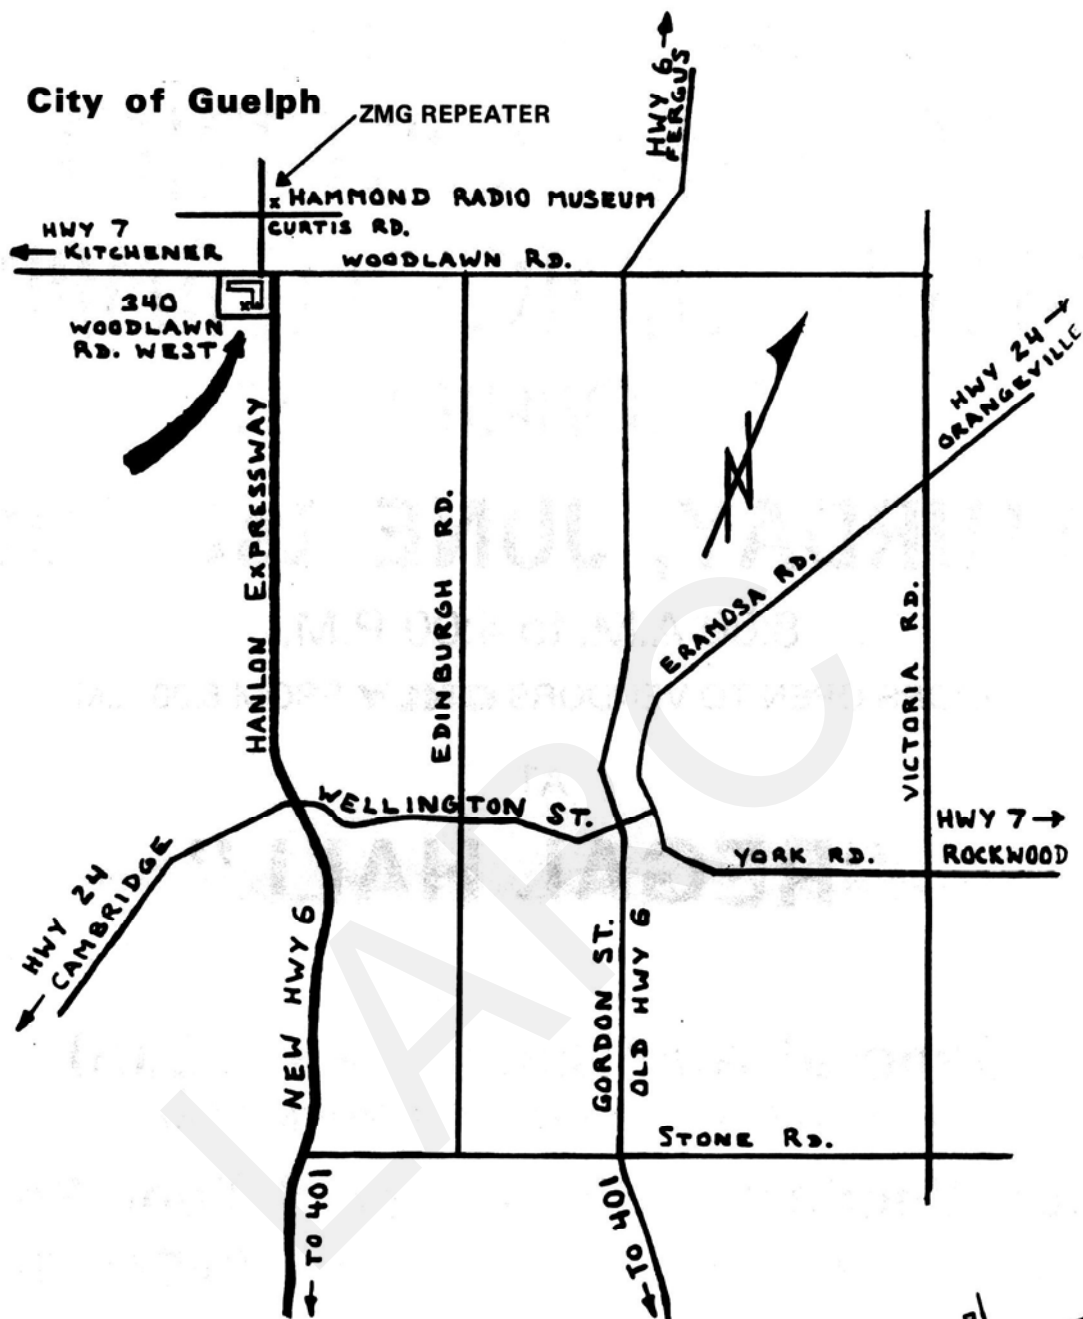 City of Guelph
ZMG REPEATER
HWY 6 →
FERGUS
x HAMMOND RADIO MUSEUM
CURTIS RD.
HWY 7
← KITCHENER
WOODLAWN RD.
340
WOODLAWN
RD. WEST
HWY 24 →
ORANGEVILLE
N
HANLON EXPRESSWAY
EDINBURGH RD.
ERAMOSA RD.
VICTORIA RD.
WELLINGTON ST.
HWY 7 →
ROCKWOOD
YORK RD.
HWY 24
← CAMBRIDGE
NEW HWY 6
GORDON ST.
OLD HWY 6
STONE RD.
← TO 401
TO 401 →
LARC